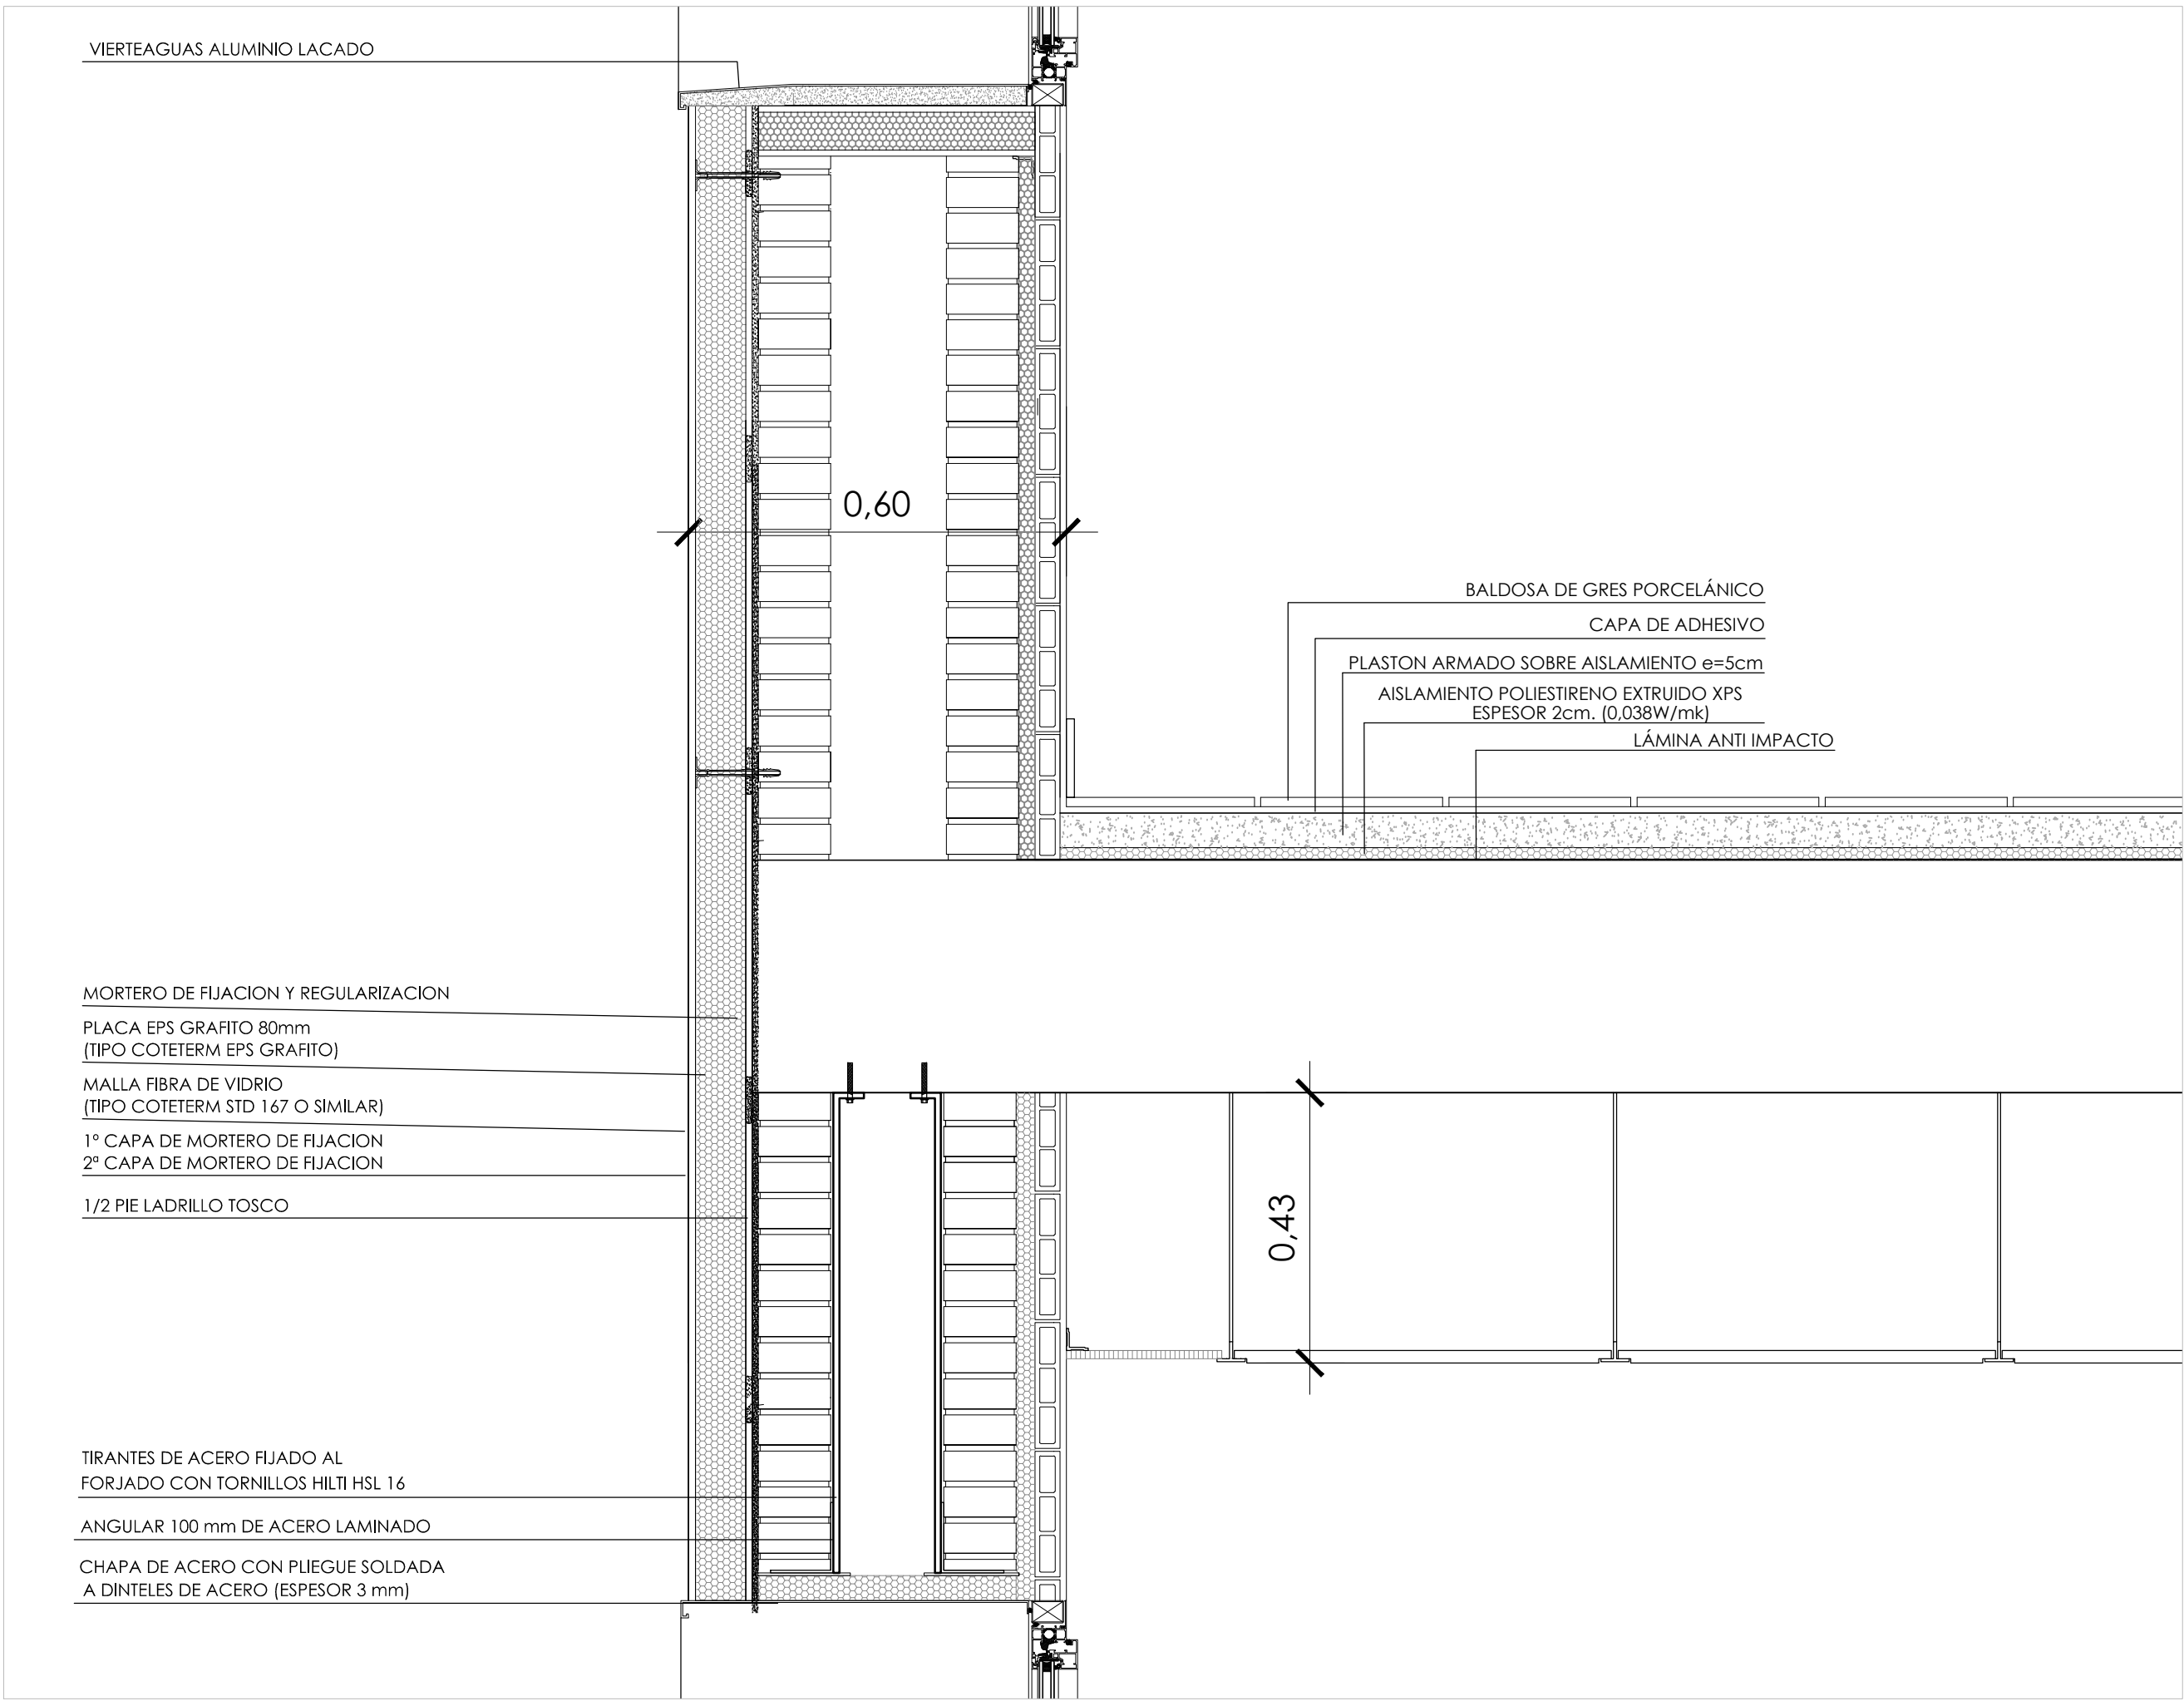 VIERTEAGUAS ALUMINIO LACADO
0,60
BALDOSA DE GRES PORCELÁNICO
CAPA DE ADHESIVO
PLASTON ARMADO SOBRE AISLAMIENTO e=5cm
AISLAMIENTO POLIESTIRENO EXTRUIDO XPS
ESPESOR 2cm. (0,038W/mk)
LÁMINA ANTI IMPACTO
MORTERO DE FIJACION Y REGULARIZACION
PLACA EPS GRAFITO 80mm
(TIPO COTETERM EPS GRAFITO)
MALLA FIBRA DE VIDRIO
(TIPO COTETERM STD 167 O SIMILAR)
1º CAPA DE MORTERO DE FIJACION
2ª CAPA DE MORTERO DE FIJACION
1/2 PIE LADRILLO TOSCO
0,43
TIRANTES DE ACERO FIJADO AL
FORJADO CON TORNILLOS HILTI HSL 16
ANGULAR 100 mm DE ACERO LAMINADO
CHAPA DE ACERO CON PLIEGUE SOLDADA
A DINTELES DE ACERO (ESPESOR 3 mm)